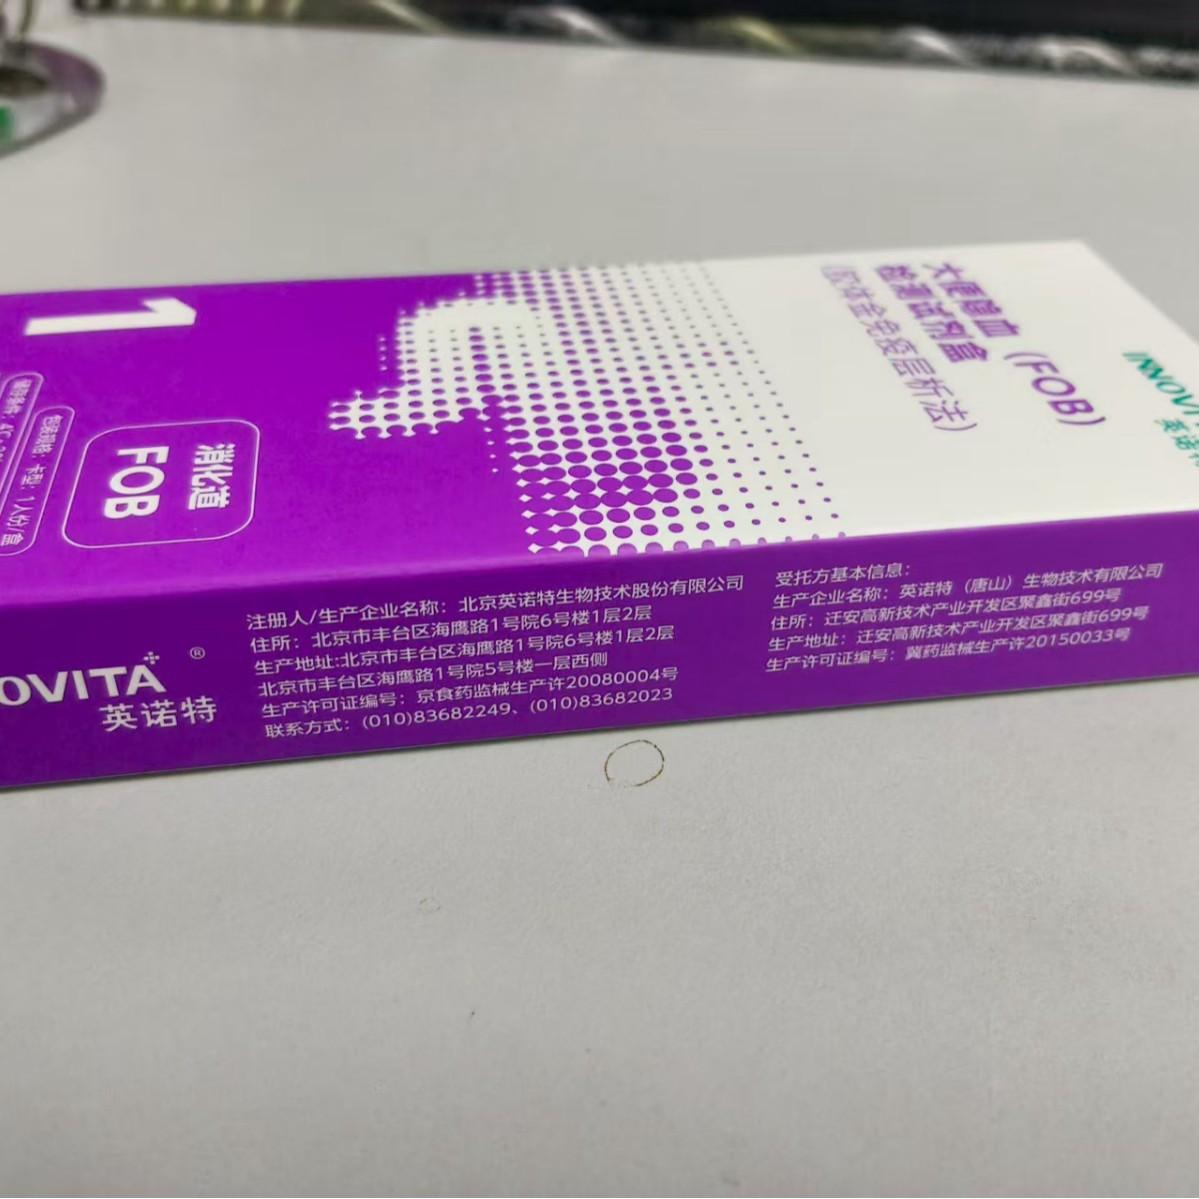 大便隐血（FOB）
检测试剂盒
（胶体金免疫层析法）
英诺特
1
消化道
FOB
包装规格：卡型：1人份/盒
OVITA ®
英诺特
注册人/生产企业名称：北京英诺特生物技术股份有限公司
住所：北京市丰台区海鹰路1号院6号楼1层2层
生产地址:北京市丰台区海鹰路1号院6号楼1层2层
北京市丰台区海鹰路1号院5号楼一层西侧
生产许可证编号：京食药监械生产许20080004号
联系方式：(010)83682249、(010)83682023
受托方基本信息：
生产企业名称：英诺特（唐山）生物技术有限公司
住所：迁安高新技术产业开发区聚鑫街699号
生产地址：迁安高新技术产业开发区聚鑫街699号
生产许可证编号：冀药监械生产许20150033号